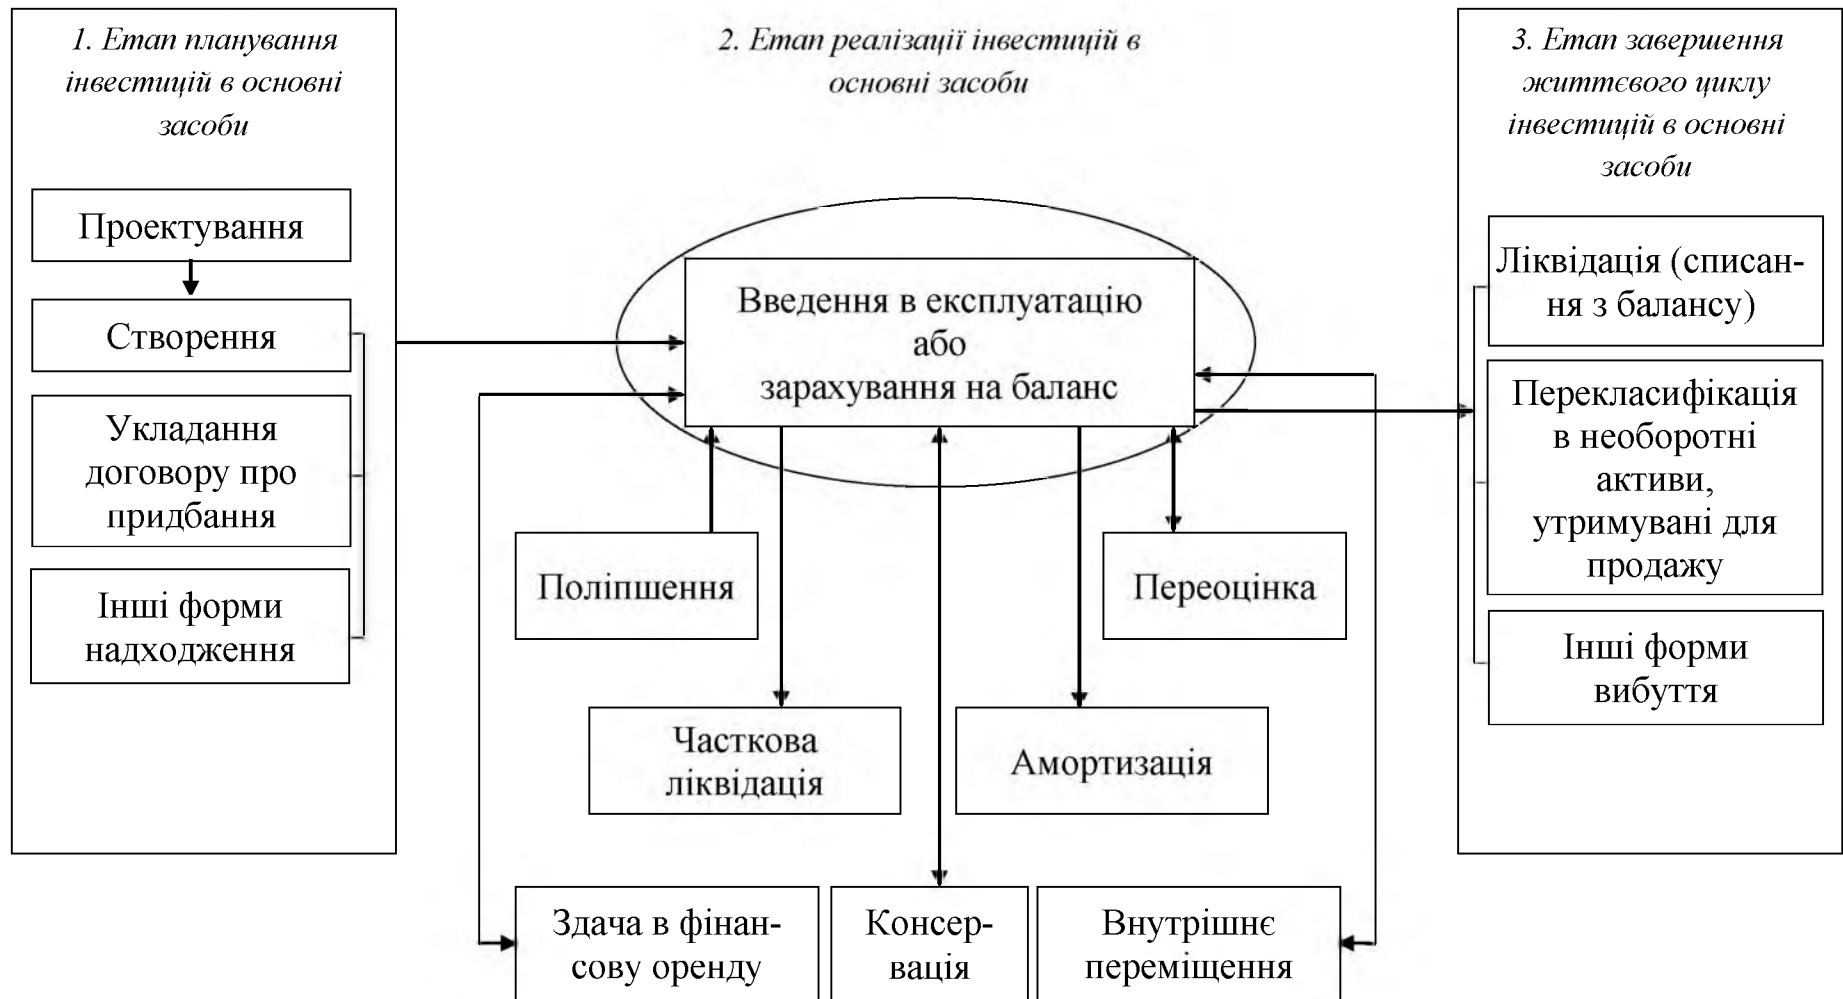 1. Етап планування
інвестицій в основні
засоби
Проектування
Створення
Укладання
договору про
придбання
Інші форми
надходження
2. Етап реалізації інвестицій в
основні засоби
Введення в експлуатацію
або
зарахування на баланс
Поліпшення
Переоцінка
Часткова
ліквідація
Амортизація
Здача в фінан-
сову оренду
Консер-
вація
Внутрішнє
переміщення
3. Етап завершення
життєвого циклу
інвестицій в основні
засоби
Ліквідація (списан-
ня з балансу)
Перекласифікація
в необоротні
активи,
утримувані для
продажу
Інші форми
вибуття